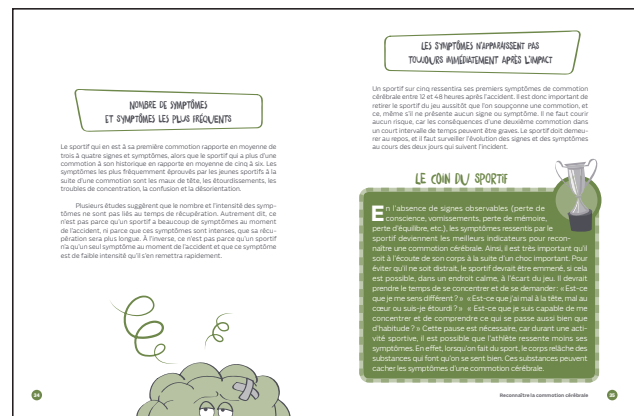 NOMBRE DE SYMPTÔMES
ET SYMPTÔMES LES PLUS FRÉQUENTS
Le sportif qui en est à sa première commotion rapporte en moyenne de
trois à quatre signes et symptômes, alors que le sportif qui a plus d'une
commotion à son historique en rapporte en moyenne de cinq à six. Les
symptômes les plus fréquemment éprouvés par les jeunes sportifs à la
suite d'une commotion sont les maux de tête, les étourdissements, les
troubles de concentration, la confusion et la désorientation.
Plusieurs études suggèrent que le nombre et l'intensité des symp-
tômes ne sont pas liés au temps de récupération. Autrement dit, ce
n'est pas parce qu'un sportif a beaucoup de symptômes au moment
de l'accident, ni parce que ces symptômes sont intenses, que sa récu-
pération sera plus longue. À l'inverse, ce n'est pas parce qu'un sportif
n'a qu'un seul symptôme au moment de l'accident et que ce symptôme
est de faible intensité qu'il s'en remettra rapidement.
34
LES SYMPTÔMES N'APPARAISSENT PAS
TOUJOURS IMMÉDIATEMENT APRÈS L'IMPACT
Un sportif sur cinq ressentira ses premiers symptômes de commotion
cérébrale entre 12 et 48 heures après l'accident. Il est donc important de
retirer le sportif du jeu aussitôt que l'on soupçonne une commotion, et
ce, même s'il ne présente aucun signe ou symptôme. Il ne faut courir
aucun risque, car les conséquences d'une deuxième commotion dans
un court intervalle de temps peuvent être graves. Le sportif doit demeu-
rer au repos, et il faut surveiller l'évolution des signes et des symptômes
au cours des deux jours qui suivent l'incident.
LE COIN DU SPORTIF
En l'absence de signes observables (perte de
conscience, vomissements, perte de mémoire,
perte d'équilibre, etc.), les symptômes ressentis par le
sportif deviennent les meilleurs indicateurs pour recon-
naître une commotion cérébrale. Ainsi, il est très important qu'il
soit à l'écoute de son corps à la suite d'un choc important. Pour
éviter qu'il ne soit distrait, le sportif devrait être emmené, si cela
est possible, dans un endroit calme, à l'écart du jeu. Il devrait
prendre le temps de se concentrer et de se demander : « Est-ce
que je me sens différent ? » « Est-ce que j'ai mal à la tête, mal au
cœur ou suis-je étourdi ? » « Est-ce que je suis capable de me
concentrer et de comprendre ce qui se passe aussi bien que
d'habitude ? » Cette pause est nécessaire, car durant une acti-
vité sportive, il est possible que l'athlète ressente moins ses
symptômes. En effet, lorsqu'on fait du sport, le corps relâche des
substances qui font qu'on se sent bien. Ces substances peuvent
cacher les symptômes d'une commotion cérébrale.
Reconnaître la commotion cérébrale
35